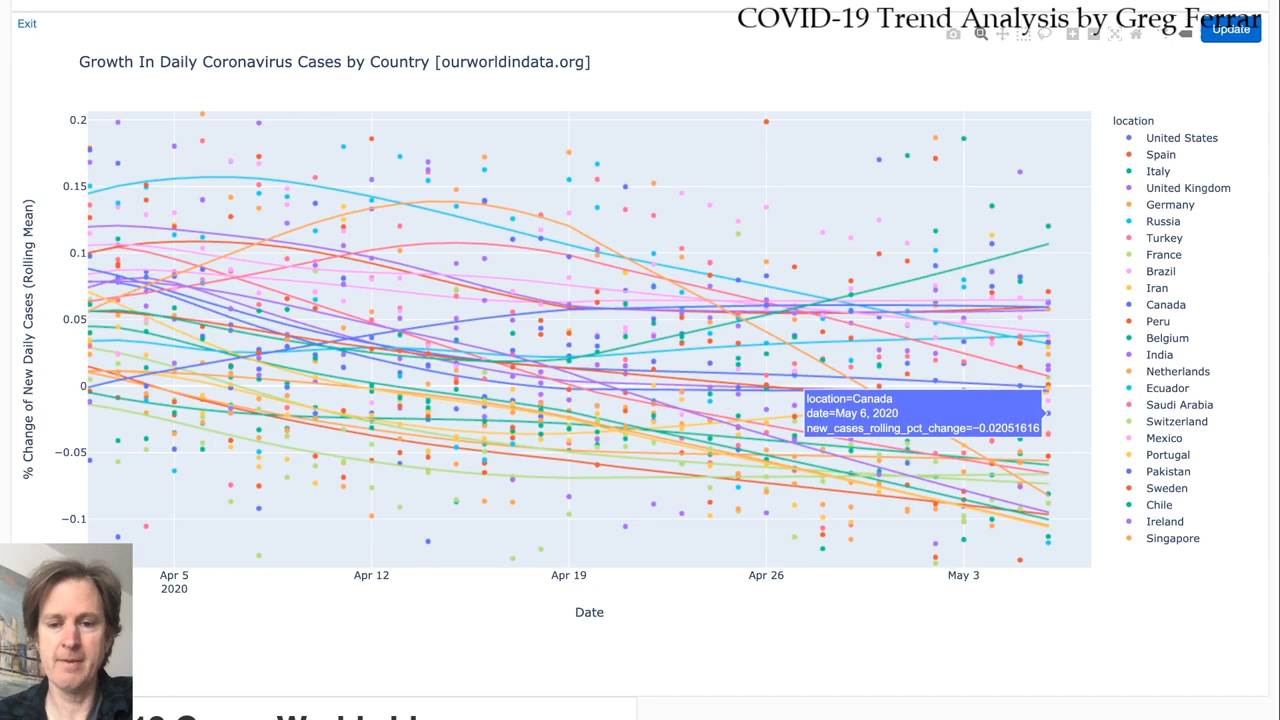 COVID-19 Trend Analysis by Greg Ferrar
Exit
Update
Growth In Daily Coronavirus Cases by Country [ourworldindata.org]
% Change of New Daily Cases (Rolling Mean)
0.2
0.15
0.1
0.05
0
−0.05
−0.1
location=Canada
date=May 6, 2020
new_cases_rolling_pct_change=−0.02051616
Apr 5
2020
Apr 12
Apr 19
Apr 26
May 3
Date
location
United States
Spain
Italy
United Kingdom
Germany
Russia
Turkey
France
Brazil
Iran
Canada
Peru
Belgium
India
Netherlands
Ecuador
Saudi Arabia
Switzerland
Mexico
Portugal
Pakistan
Sweden
Chile
Ireland
Singapore